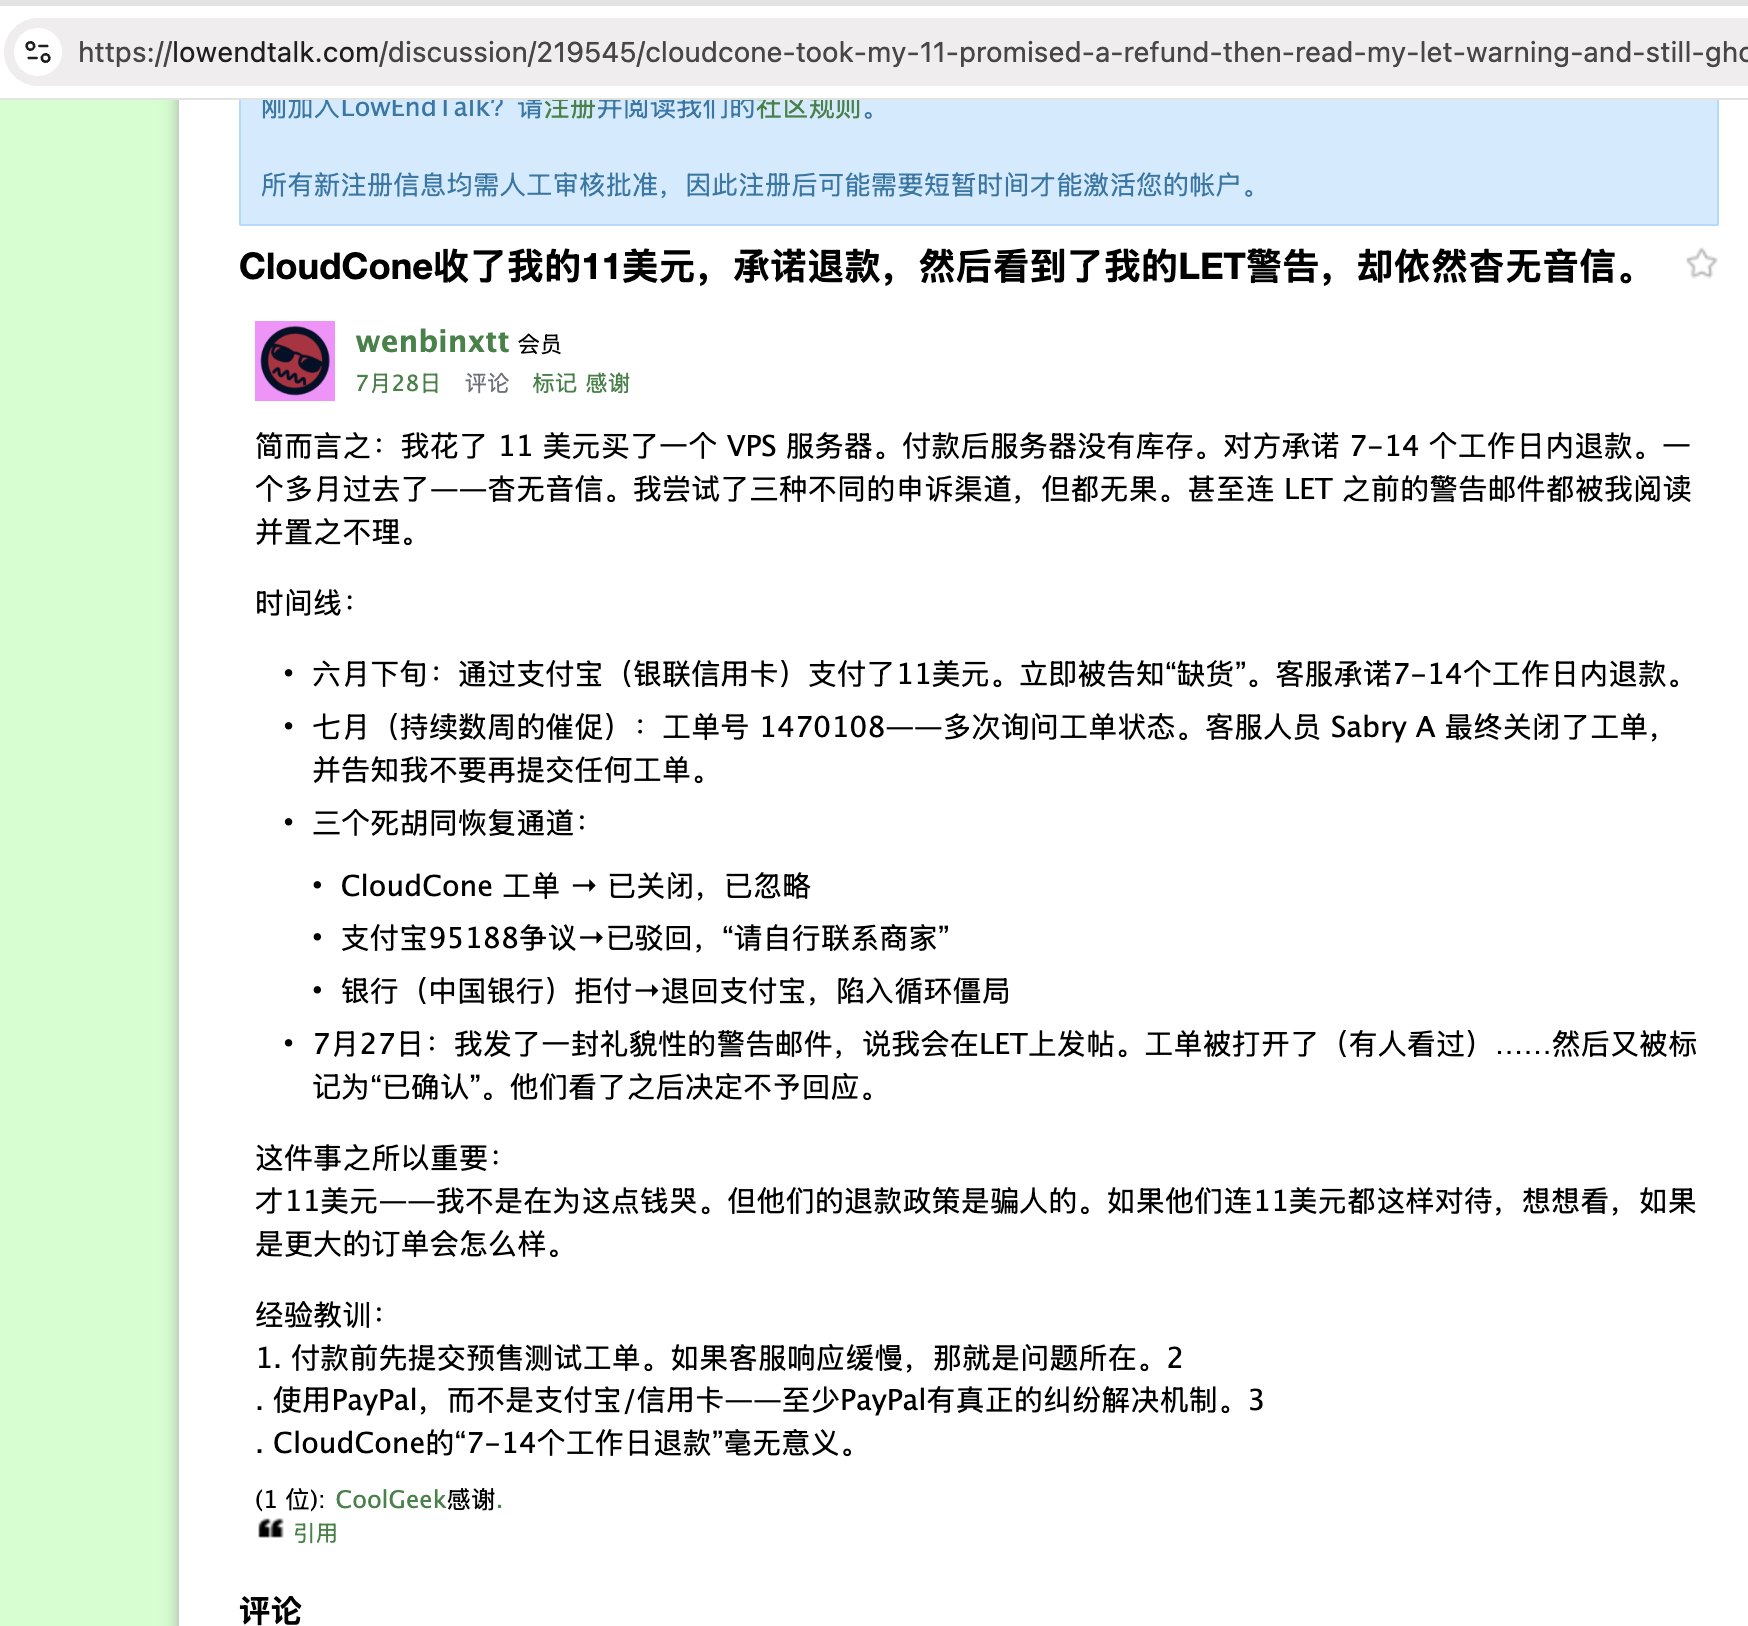 https://lowendtalk.com/discussion/219545/cloudcone-took-my-11-promised-a-refund-then-read-my-let-warning-and-still-gho
刚加入LowEndTalk？请注册并阅读我们的社区规则。
所有新注册信息均需人工审核批准，因此注册后可能需要短暂时间才能激活您的帐户。
CloudCone收了我的11美元，承诺退款，然后看到了我的LET警告，却依然杳无音信。
wenbinxtt 会员
7月28日 评论 标记 感谢
简而言之：我花了 11 美元买了一个 VPS 服务器。付款后服务器没有库存。对方承诺 7-14 个工作日内退款。一
个多月过去了——杳无音信。我尝试了三种不同的申诉渠道，但都无果。甚至连 LET 之前的警告邮件都被我阅读
并置之不理。
时间线：
• 六月下旬：通过支付宝（银联信用卡）支付了11美元。立即被告知“缺货”。客服承诺7-14个工作日内退款。
• 七月（持续数周的催促）：工单号 1470108——多次询问工单状态。客服人员 Sabry A 最终关闭了工单，
并告知我不要再提交任何工单。
• 三个死胡同恢复通道：
• CloudCone 工单 → 已关闭，已忽略
• 支付宝95188争议→已驳回，“请自行联系商家”
• 银行（中国银行）拒付→退回支付宝，陷入循环僵局
• 7月27日：我发了一封礼貌性的警告邮件，说我会在LET上发帖。工单被打开了（有人看过）……然后又被标
记为“已确认”。他们看了之后决定不予回应。
这件事之所以重要：
才11美元——我不是在为这点钱哭。但他们的退款政策是骗人的。如果他们连11美元都这样对待，想想看，如果
是更大的订单会怎么样。
经验教训：
1. 付款前先提交预售测试工单。如果客服响应缓慢，那就是问题所在。2
. 使用PayPal，而不是支付宝/信用卡——至少PayPal有真正的纠纷解决机制。3
. CloudCone的“7-14个工作日退款”毫无意义。
(1 位): CoolGeek感谢.
引用
评论